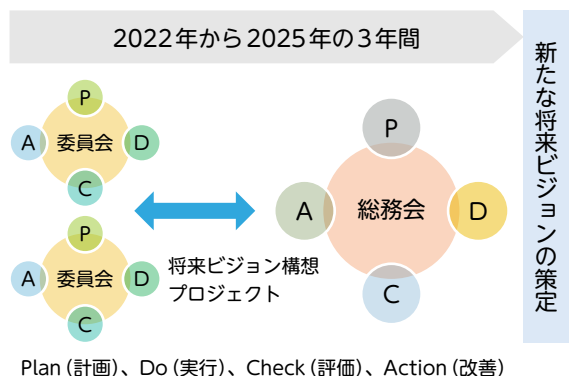 2022年から2025年の3年間
新たな将来ビジョンの策定
P
A
委員会
D
C
P
A
委員会
D
C
将来ビジョン構想
プロジェクト
P
A
総務会
D
C
Plan(計画)、Do(実行)、Check(評価)、Action(改善)